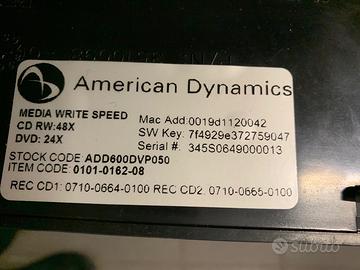 American Dynamics
MEDIA WRITE SPEED
CD RW:48X
DVD: 24X
Mac Add:0019d1120042
SW Key: 7f4929e372759047
Serial #.: 345S0649000013
STOCK CODE: ADD600DVP050
ITEM CODE: 0101-0162-08
REC CD1: 0710-0664-0100 REC CD2: 0710-0665-0100
subito